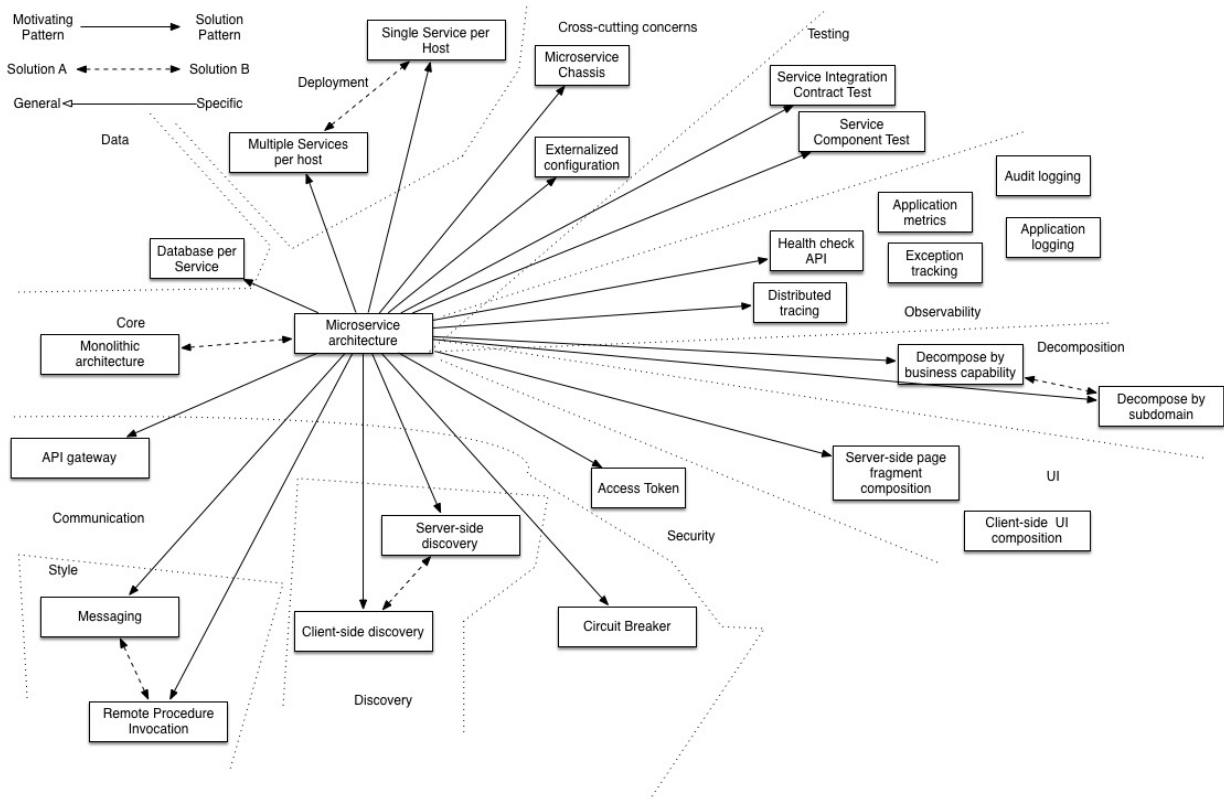 Motivating
Pattern
Solution
Pattern
Solution A
Solution B
General
Specific
Single Service per
Host
Deployment
Multiple Services
per host
Cross-cutting concerns
Microservice
Chassis
Externalized
configuration
Testing
Service Integration
Contract Test
Service
Component Test
Data
Database per
Service
Audit logging
Application
metrics
Application
logging
Health check
API
Exception
tracking
Distributed
tracing
Observability
Core
Monolithic
architecture
Microservice
architecture
Decomposition
Decompose by
business capability
Decompose by
subdomain
API gateway
Access Token
Server-side page
fragment
composition
UI
Client-side UI
composition
Communication
Server-side
discovery
Security
Style
Messaging
Client-side discovery
Circuit Breaker
Discovery
Remote Procedure
Invocation